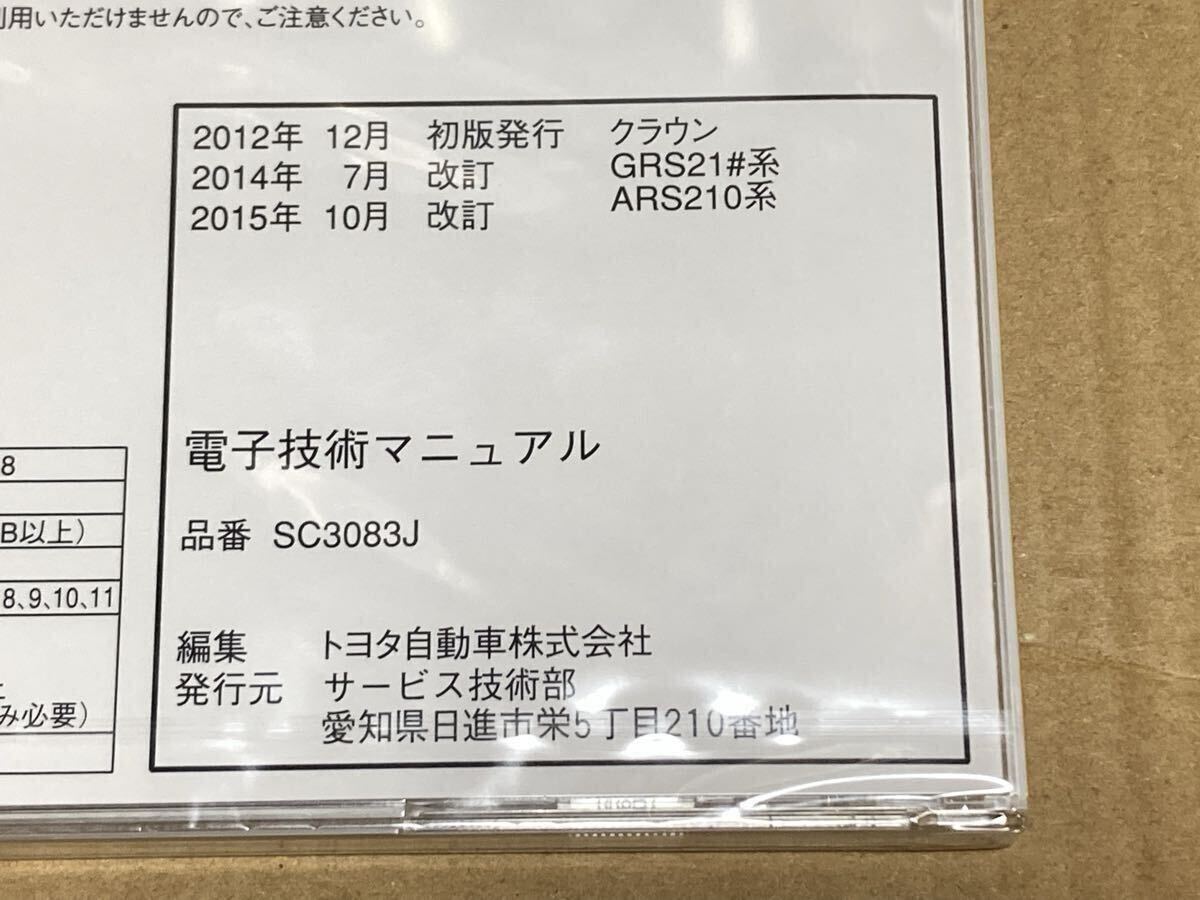 利用いただけませんので、ご注意ください。
2012年 12月 初版発行 クラウン
2014年 7月 改訂 GRS21#系
2015年 10月 改訂 ARS210系
電子技術マニュアル
品番 SC3083J
編集 トヨタ自動車株式会社
発行元 サービス技術部
愛知県日進市栄5丁目210番地
8
B以上)
8、9、10、11
み必要)